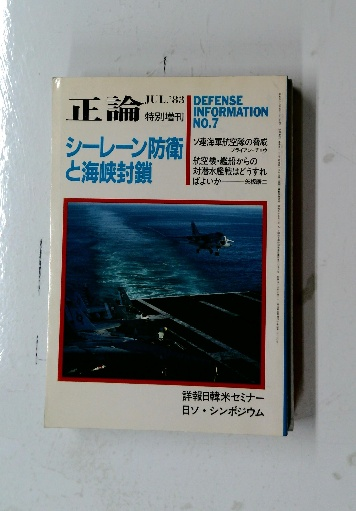 正論
JUL.'83
特別増刊
DEFENSE
INFORMATION
NO.7
シーレーン防衛
と海峡封鎖
ソ連海軍航空隊の脅威
航空機・艦船からの
対潜水艦戦はどうすれ
ばよいか
詳報日韓米セミナー
日ソ・シンポジウム